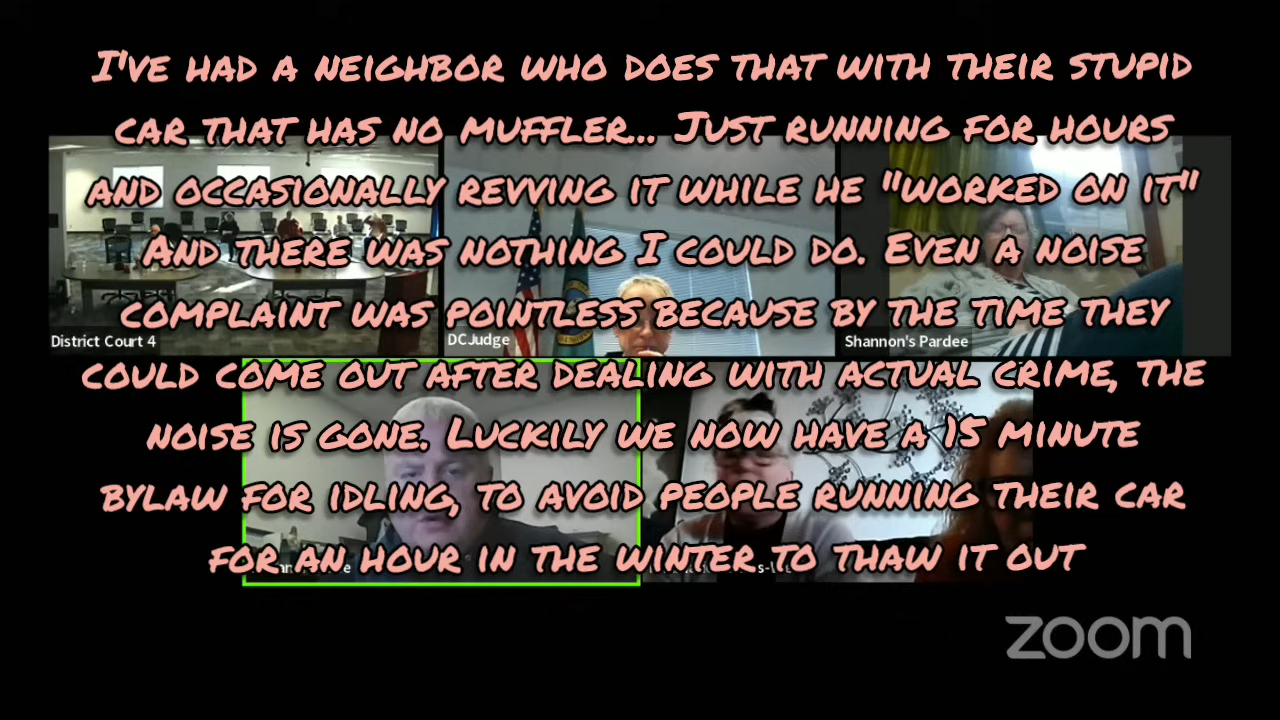 I've had a neighbor who does that with their stupid
car that has no muffler... Just running for hours
and occasionally revving it while he "worked on it"
And there was nothing I could do. Even a noise
complaint was pointless because by the time they
could come out after dealing with actual crime, the
noise is gone. Luckily we now have a 15 minute
bylaw for idling, to avoid people running their car
for an hour in the winter to thaw it out
District Court 4
DCJudge
Shannon's Pardee
zoom